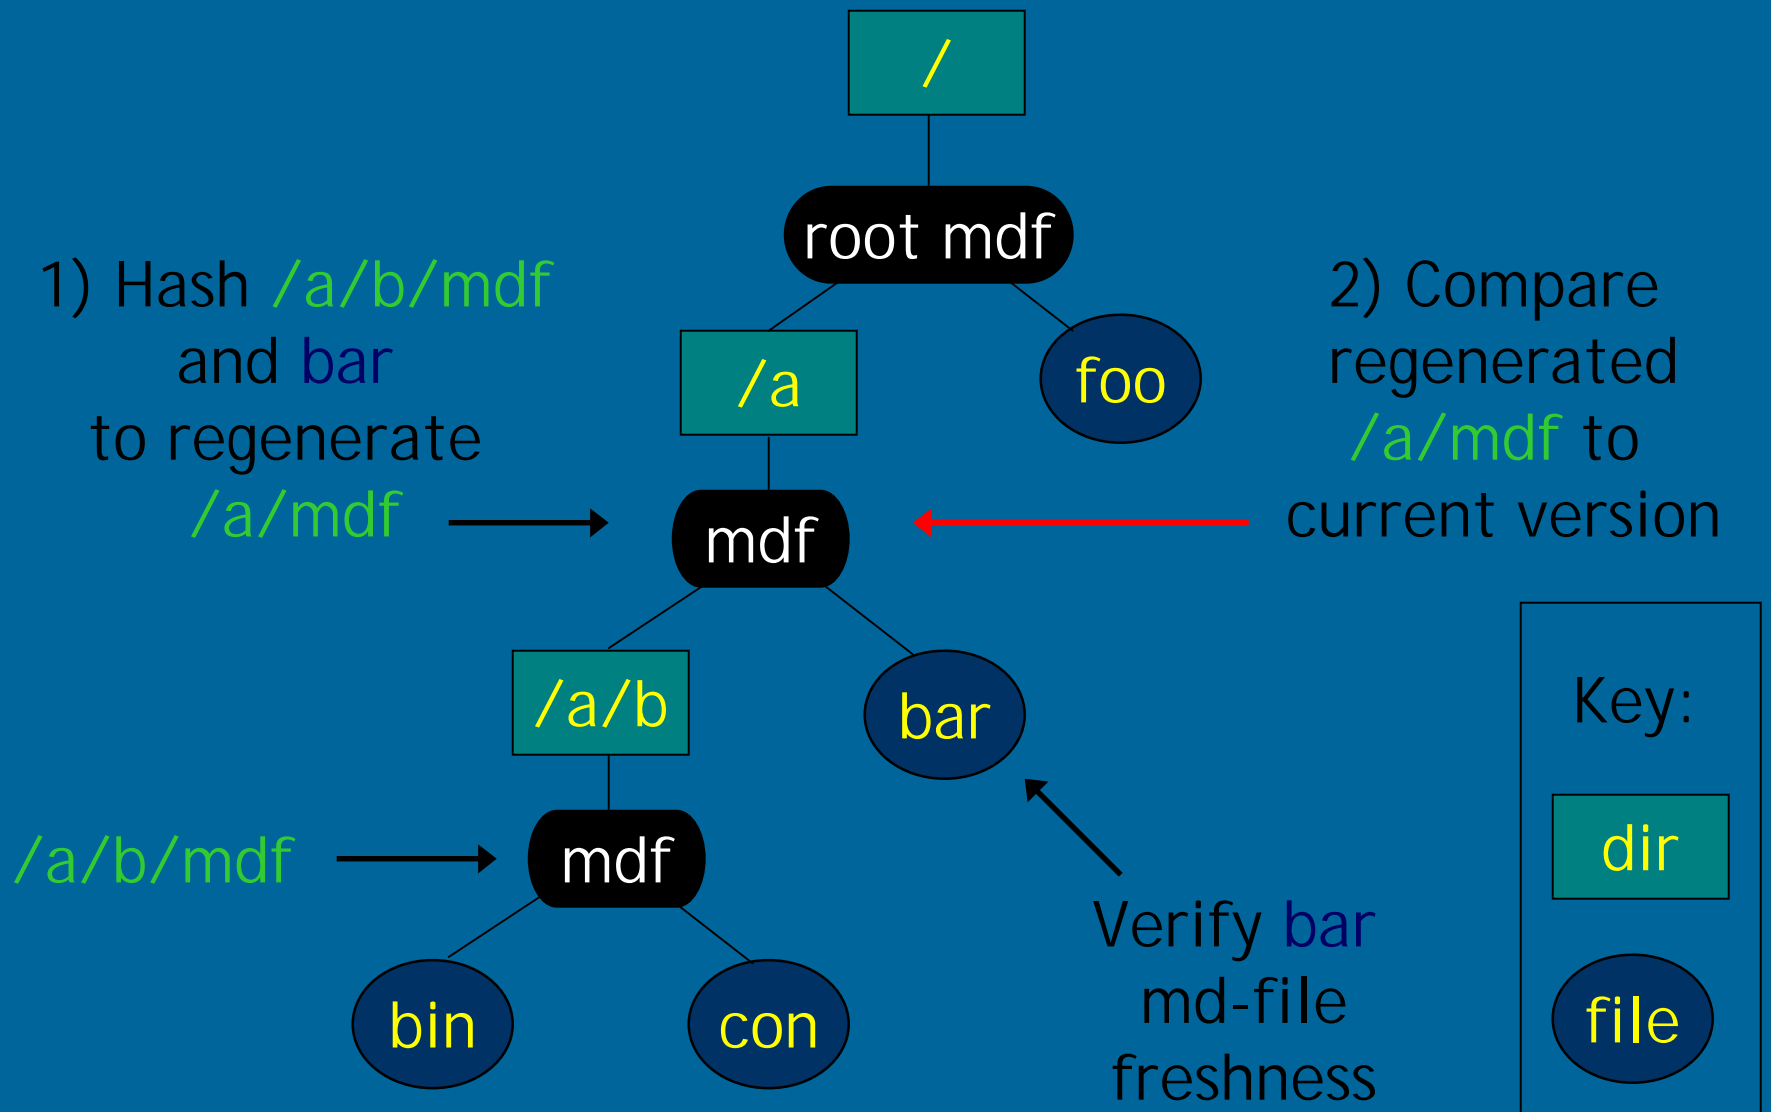 /
root mdf
1) Hash /a/b/mdf
and bar
to regenerate
/a/mdf
2) Compare
regenerated
/a/mdf to
current version
/a
foo
mdf
/a/b
bar
Key:
dir
file
/a/b/mdf
mdf
Verify bar
md-file
freshness
bin
con